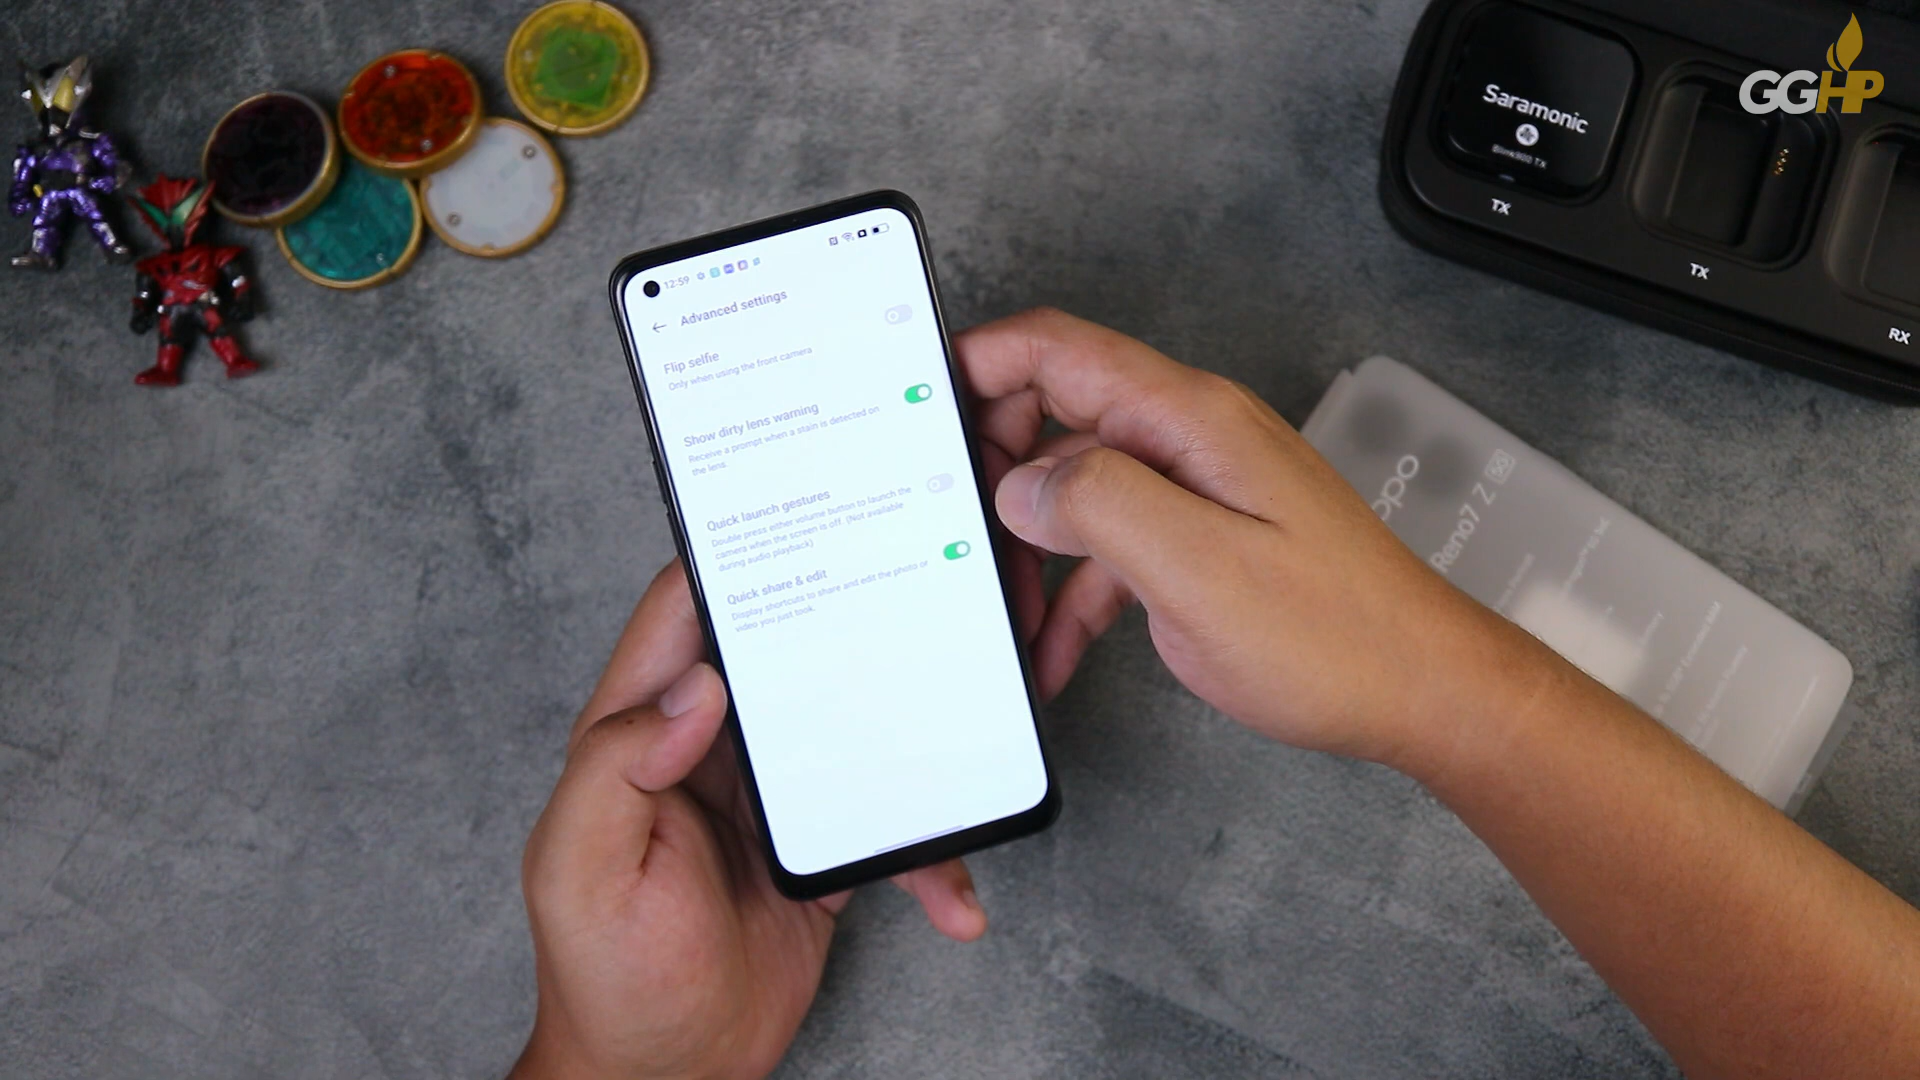 GGHP
Saramonic
Blink900 TX
TX
TX
RX
12:59
Advanced settings
Flip selfie
Only when using the front camera
Show dirty lens warning
Receive a prompt when a stain is detected on
the lens.
Quick launch gestures
Double press either volume button to launch the
camera when the screen is off. (Not available
during audio playback)
Quick share & edit
Display shortcuts to share and edit the photo or
video you just took.
oppo
Reno7 Z 5G